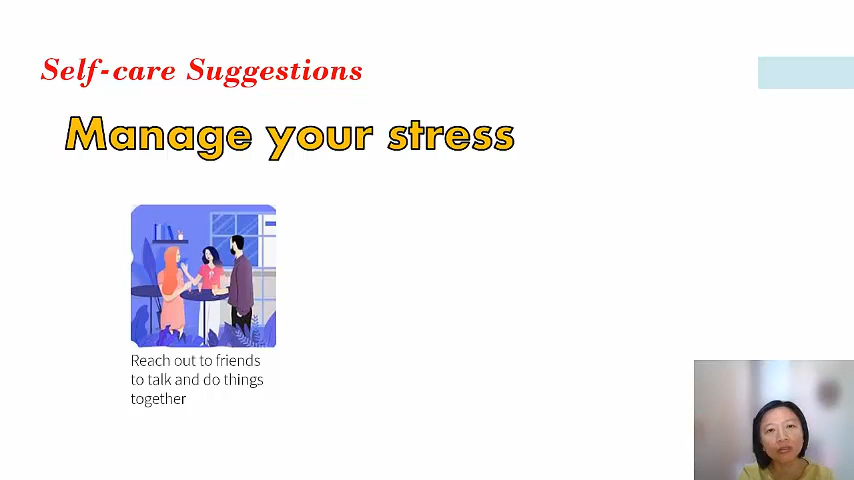 Self-care Suggestions
Manage your stress
Reach out to friends
to talk and do things
together